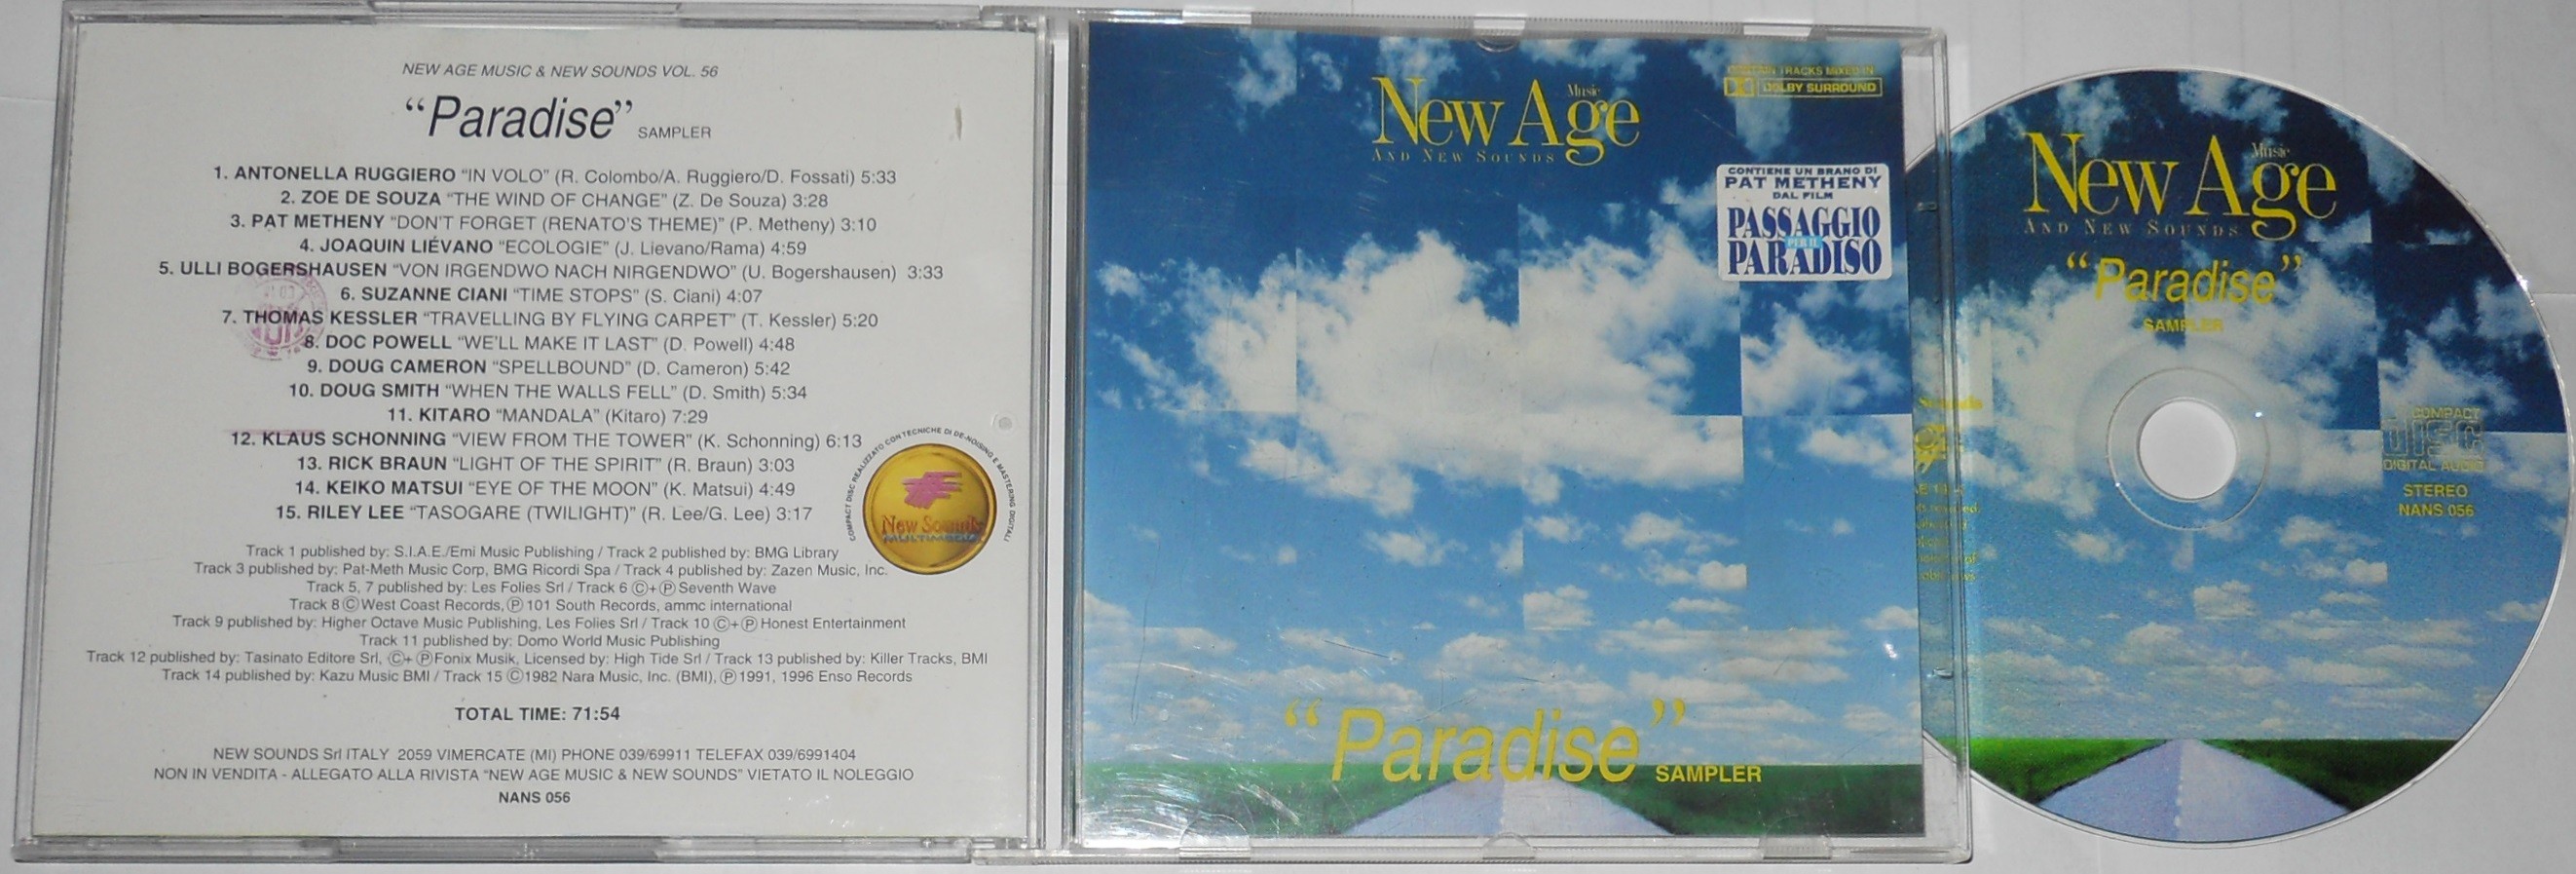 NEW AGE MUSIC & NEW SOUNDS VOL. 56
“Paradise” SAMPLER
1. ANTONELLA RUGGIERO “IN VOLO” (R. Colombo/A. Ruggiero/D. Fossati) 5:33
2. ZOE DE SOUZA “THE WIND OF CHANGE” (Z. De Souza) 3:28
3. PAT METHENY “DON'T FORGET (RENATO'S THEME)” (P. Metheny) 3:10
4. JOAQUIN LIÉVANO “ECOLOGIE” (J. Lievano/Rama) 4:59
5. ULLI BOGERSHAUSEN “VON IRGENDWO NACH NIRGENDWO” (U. Bogershausen) 3:33
6. SUZANNE CIANI “TIME STOPS” (S. Ciani) 4:07
7. THOMAS KESSLER “TRAVELLING BY FLYING CARPET” (T. Kessler) 5:20
8. DOC POWELL “WE'LL MAKE IT LAST” (D. Powell) 4:48
9. DOUG CAMERON “SPELLBOUND” (D. Cameron) 5:42
10. DOUG SMITH “WHEN THE WALLS FELL” (D. Smith) 5:34
11. KITARO “MANDALA” (Kitaro) 7:29
12. KLAUS SCHONNING “VIEW FROM THE TOWER” (K. Schonning) 6:13
13. RICK BRAUN “LIGHT OF THE SPIRIT” (R. Braun) 3:03
14. KEIKO MATSUI “EYE OF THE MOON” (K. Matsui) 4:49
15. RILEY LEE “TASOGARE (TWILIGHT)” (R. Lee/G. Lee) 3:17
COMPACT DISC REALIZZATO CON TECNICHE DI DE-NOISING E MASTERING DIGITALI
New Sounds
MULTIMEDIA
Track 1 published by: S.I.A.E./Emi Music Publishing / Track 2 published by: BMG Library
Track 3 published by: Pat-Meth Music Corp, BMG Ricordi Spa / Track 4 published by: Zazen Music, Inc.
Track 5, 7 published by: Les Folies Srl / Track 6 Ⓒ+Ⓟ Seventh Wave
Track 8 Ⓒ West Coast Records, Ⓟ 101 South Records, ammc international
Track 9 published by: Higher Octave Music Publishing, Les Folies Srl / Track 10 Ⓒ+Ⓟ Honest Entertainment
Track 11 published by: Domo World Music Publishing
Track 12 published by: Tasinato Editore Srl, Ⓒ+ Ⓟ Fonix Musik, Licensed by: High Tide Srl / Track 13 published by: Killer Tracks, BMI
Track 14 published by: Kazu Music BMI / Track 15 Ⓒ1982 Nara Music, Inc. (BMI), Ⓟ 1991, 1996 Enso Records
TOTAL TIME: 71:54
NEW SOUNDS Srl ITALY 2059 VIMERCATE (MI) PHONE 039/69911 TELEFAX 039/6991404
NON IN VENDITA - ALLEGATO ALLA RIVISTA “NEW AGE MUSIC & NEW SOUNDS” VIETATO IL NOLEGGIO
NANS 056
New Age Music
AND NEW SOUNDS
TRACKS MIXED IN
DOLBY SURROUND
CONTIENE UN BRANO DI
PAT METHENY
DAL FILM
PASSAGGIO
PER IL
PARADISO
“Paradise” SAMPLER
New Age Music
AND NEW SOUNDS
“Paradise”
SAMPLER
COMPACT
DISC
DIGITAL AUDIO
STEREO
NANS 056